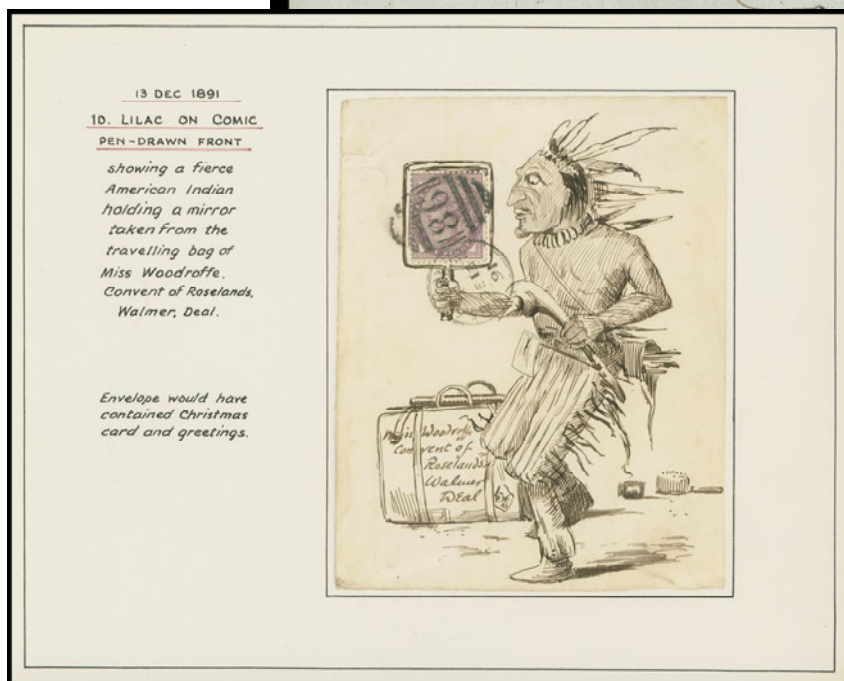 13 DEC 1891
1D. LILAC ON COMIC
PEN-DRAWN FRONT
showing a fierce
American Indian
holding a mirror
taken from the
travelling bag of
Miss Woodroffe.
Convent of Roselands,
Walmer, Deal.
Envelope would have
contained Christmas
card and greetings.
Woodroffe
Convent of
Roselands
Walmer
Deal
86